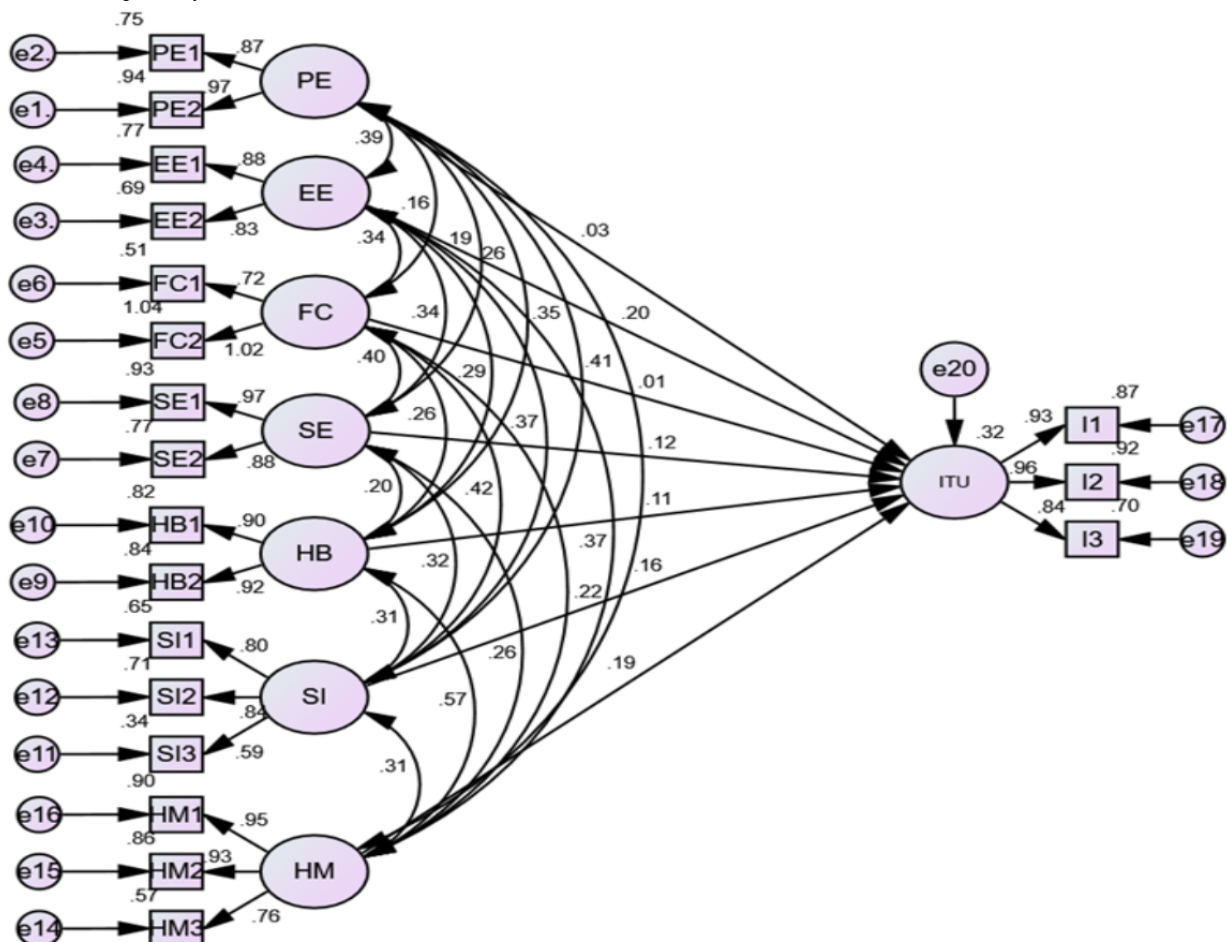 .75
e2. PE1 .87 PE
.94
e1. PE2 .97
.39
.77
e4. EE1 .88 EE
.69
e3. EE2 .83
.16
.34 .19 .26 .03
.51
e6 FC1 .72 FC
1.04
e5 FC2 1.02
.34 .35 .20
.40 .29 .41 .01
.93
e8 SE1 .97 SE
.77
e7 SE2 .88
.26 .37 .12
.20 .42 .11
.82
e10 HB1 .90 HB
.84
e9 HB2 .92
.32 .37 .16
.31 .22
.65
e13 SI1 .80 SI
.71
e12 SI2 .84
.34
e11 SI3 .59
.26 .19
.57
.31
.90
e16 HM1 .95 HM
.86
e15 HM2 .93
.57
e14 HM3 .76
e20
.32
ITU
.87
.93 I1 e17
.92
.96 I2 e18
.70
.84 I3 e19